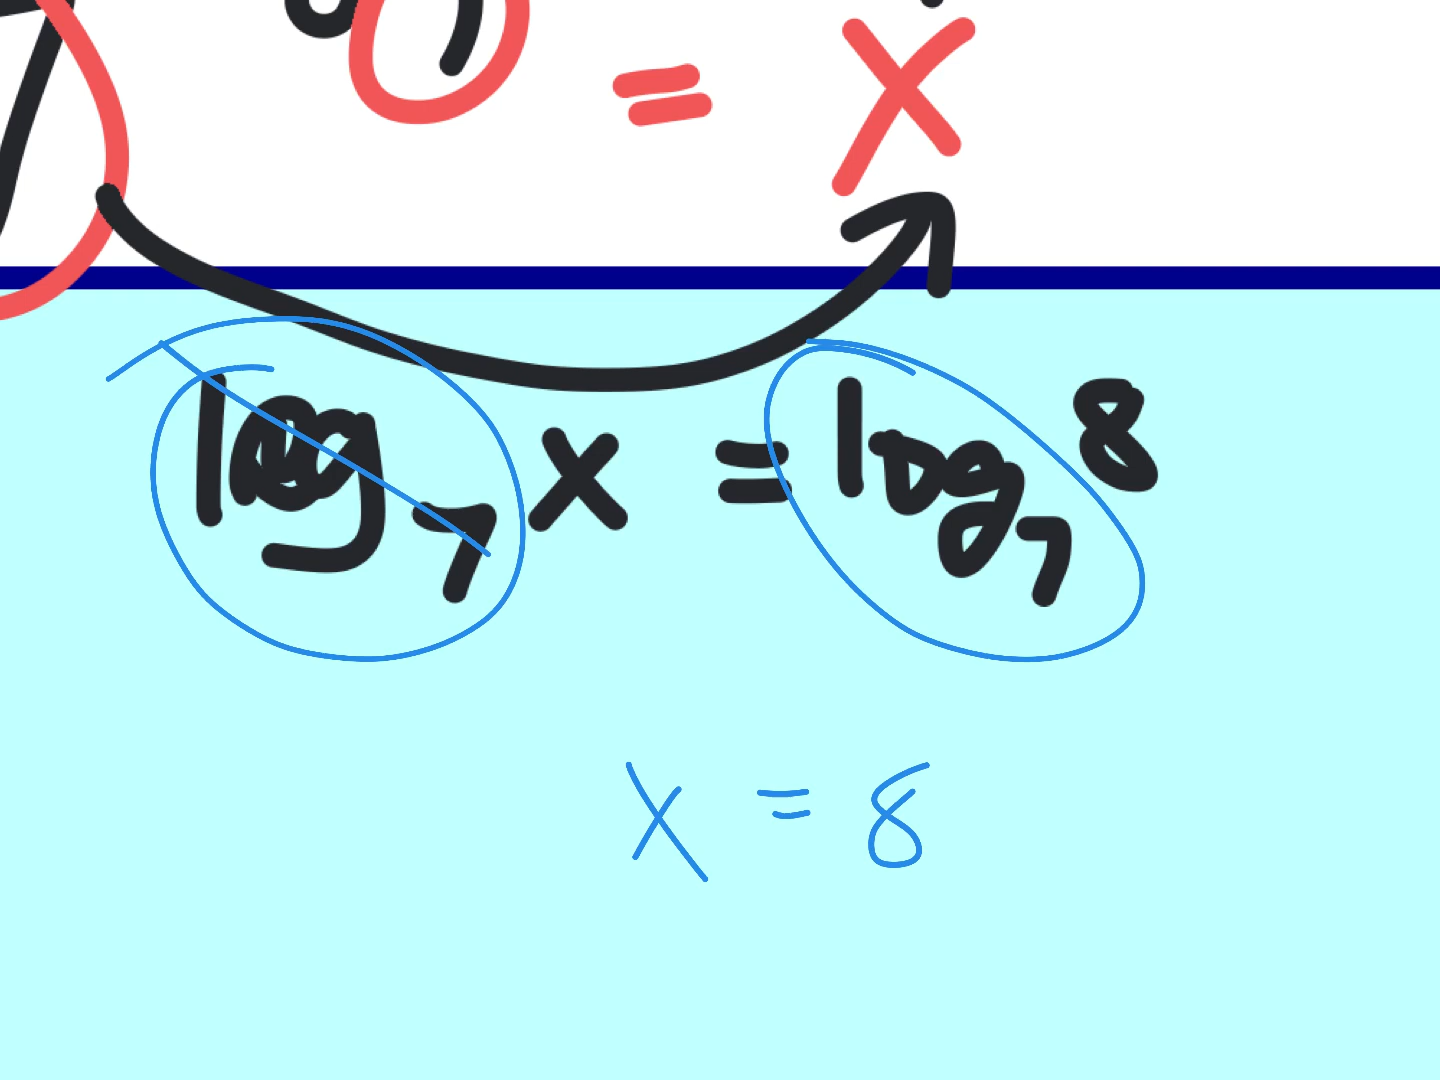 = x
log₇ x = log₇ 8
x = 8